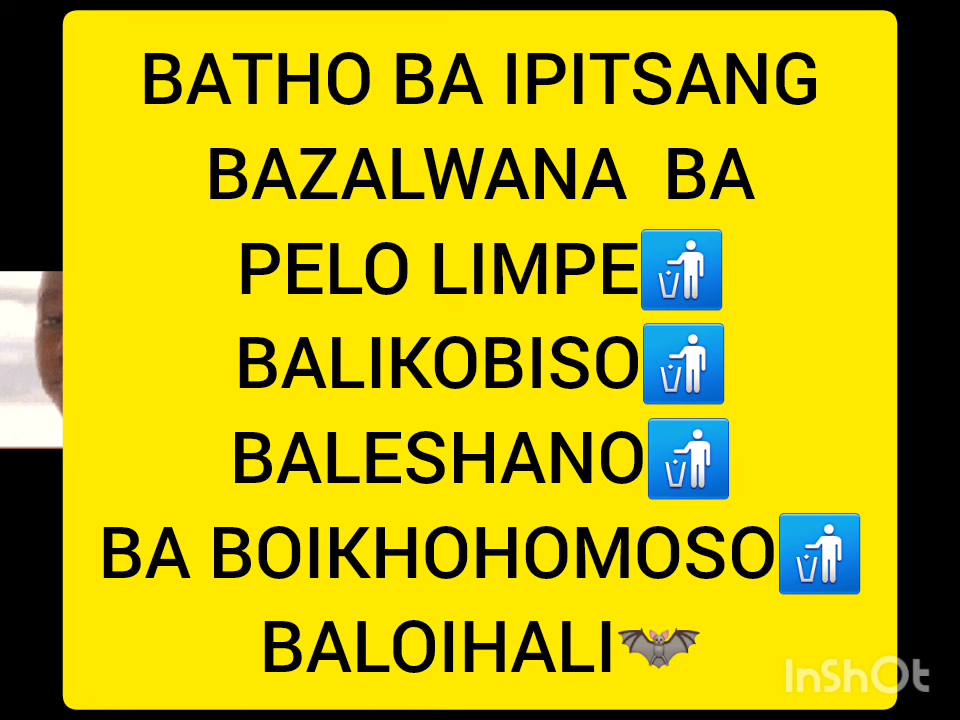 BATHO BA IPITSANG
BAZALWANA BA
PELO LIMPE🚮
BALIKOBISO🚮
BALESHANO🚮
BA BOIKHOHOMOSO🚮
BALOIHALI🦇
InShOt